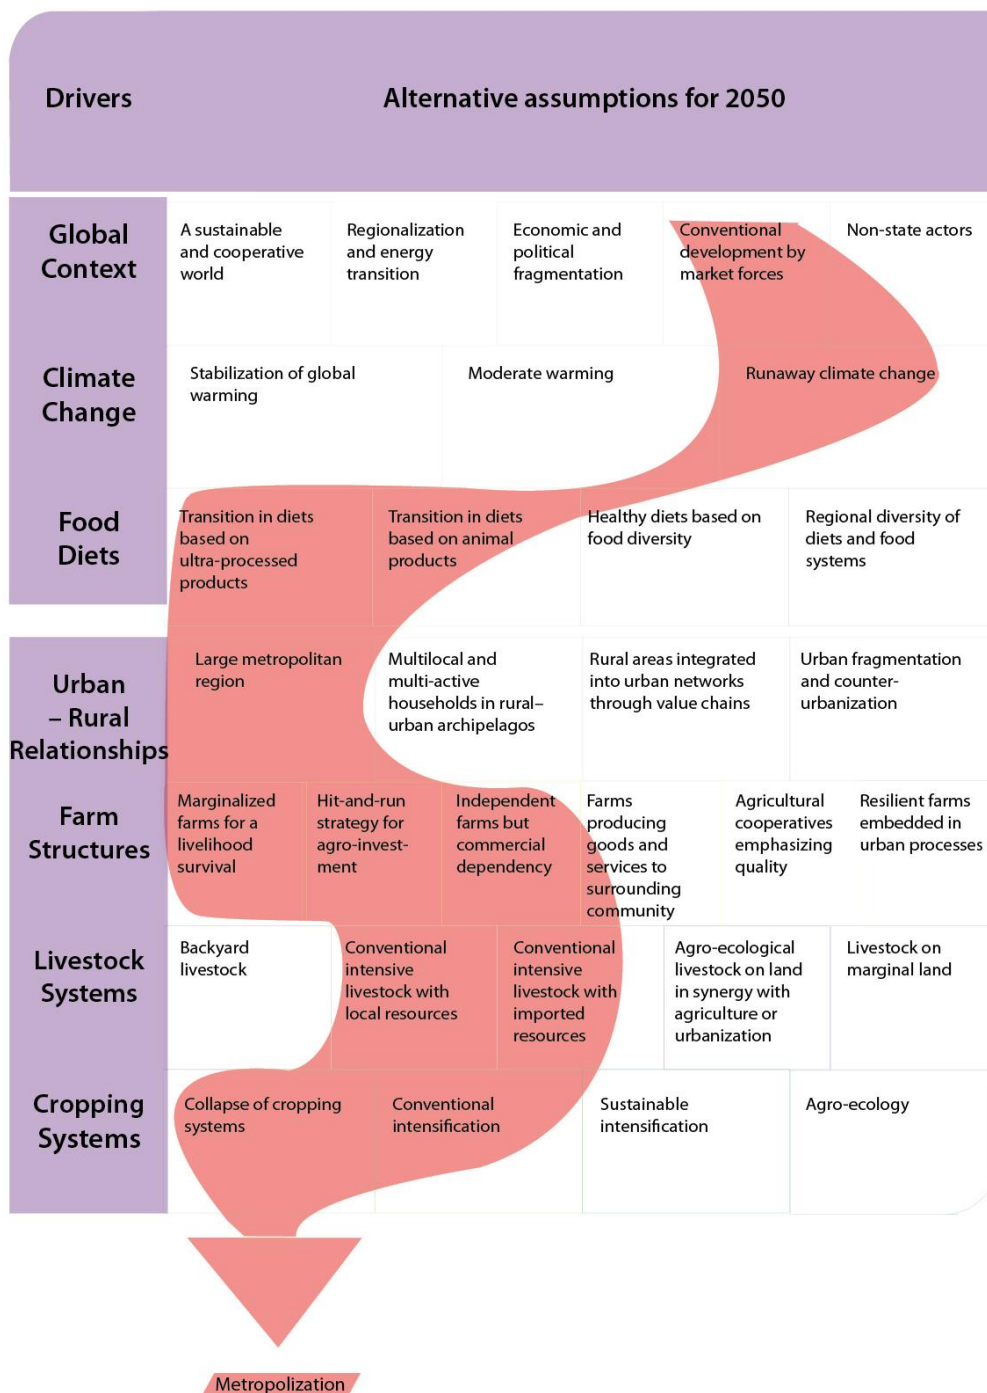 Drivers
Alternative assumptions for 2050
Global
Context
A sustainable
and cooperative
world
Regionalization
and energy
transition
Economic and
political
fragmentation
Conventional
development by
market forces
Non-state actors
Climate
Change
Stabilization of global
warming
Moderate warming
Runaway climate change
Food
Diets
Transition in diets
based on
ultra-processed
products
Transition in diets
based on animal
products
Healthy diets based on
food diversity
Regional diversity of
diets and food
systems
Urban
– Rural
Relationships
Large metropolitan
region
Multilocal and
multi-active
households in rural–
urban archipelagos
Rural areas integrated
into urban networks
through value chains
Urban fragmentation
and counter-
urbanization
Farm
Structures
Marginalized
farms for a
livelihood
survival
Hit-and-run
strategy for
agro-invest-
ment
Independent
farms but
commercial
dependency
Farms
producing
goods and
services to
surrounding
community
Agricultural
cooperatives
emphasizing
quality
Resilient farms
embedded in
urban processes
Livestock
Systems
Backyard
livestock
Conventional
intensive
livestock with
local resources
Conventional
intensive
livestock with
imported
resources
Agro-ecological
livestock on land
in synergy with
agriculture or
urbanization
Livestock on
marginal land
Cropping
Systems
Collapse of cropping
systems
Conventional
intensification
Sustainable
intensification
Agro-ecology
Metropolization